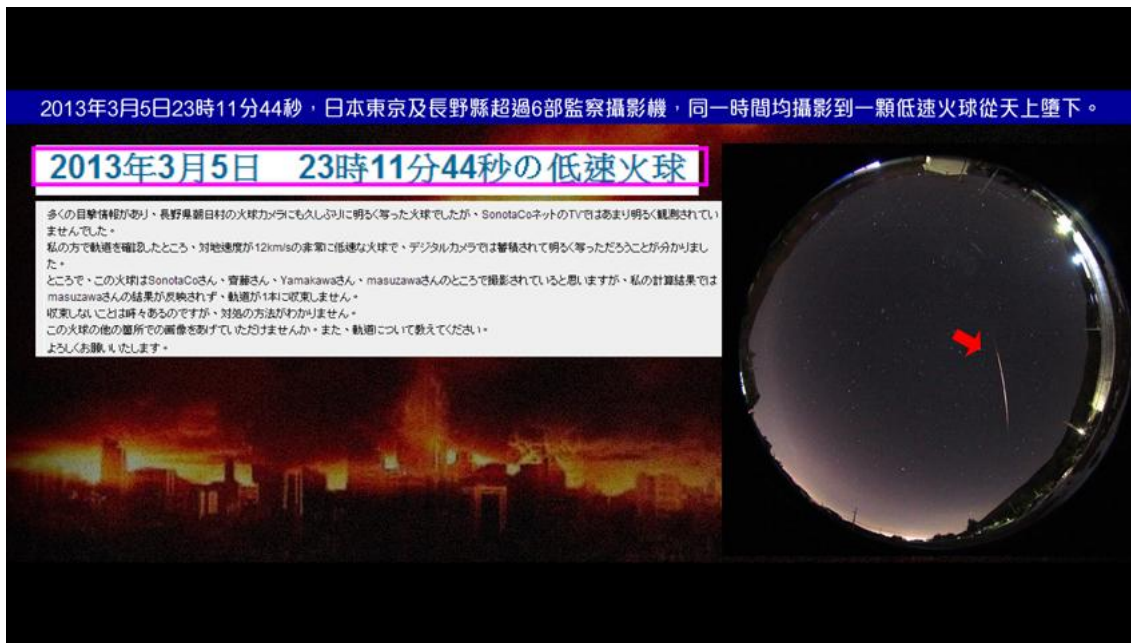 2013年3月5日23時11分44秒，日本東京及長野縣超過6部監察攝影機，同一時間均攝影到一顆低速火球從天上墮下。
2013年3月5日　23時11分44秒の低速火球
多くの目撃情報があり、長野県朝日村の火球カメラにも久しぶりに明るく写った火球でしたが、SonotaCoネットのTVではあまり明るく観測されてい
ませんでした。
私の方で軌道を確認したところ、対地速度が12km/sの非常に低速な火球で、デジタルカメラでは蓄積されて明るく写っただろうことが分かりまし
た。
ところで、この火球はSonotaCoさん、齊藤さん、Yamakawaさん、masuzawaさんのところで撮影されていると思いますが、私の計算結果では
masuzawaさんの結果が反映されず、軌道が1本に収束しません。
収束しないことは時々あるのですが、対処の方法がわかりません。
この火球の他の箇所での画像をあげていただけませんか。また、軌道について教えてください。
よろしくお願いいたします。